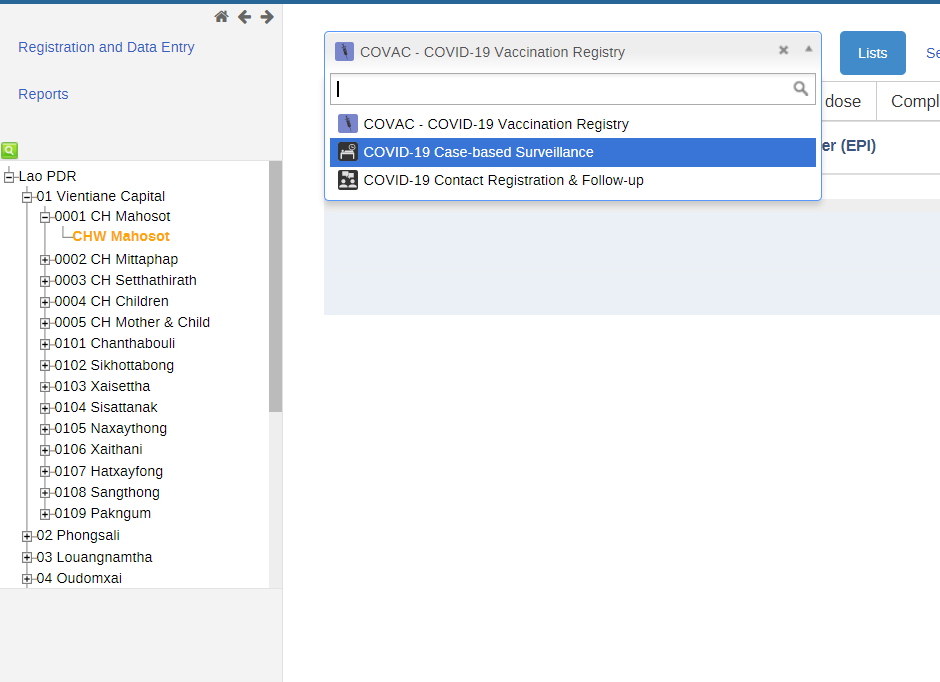 Registration and Data Entry
Reports
Lao PDR
01 Vientiane Capital
0001 CH Mahosot
CHW Mahosot
0002 CH Mittaphap
0003 CH Setthathirath
0004 CH Children
0005 CH Mother & Child
0101 Chanthabouli
0102 Sikhottabong
0103 Xaisettha
0104 Sisattanak
0105 Naxaythong
0106 Xaithani
0107 Hatxayfong
0108 Sangthong
0109 Pakngum
02 Phongsali
03 Louangnamtha
04 Oudomxai
COVAC - COVID-19 Vaccination Registry
COVAC - COVID-19 Vaccination Registry
COVID-19 Case-based Surveillance
COVID-19 Contact Registration & Follow-up
Lists
Se
dose
Compl
er (EPI)